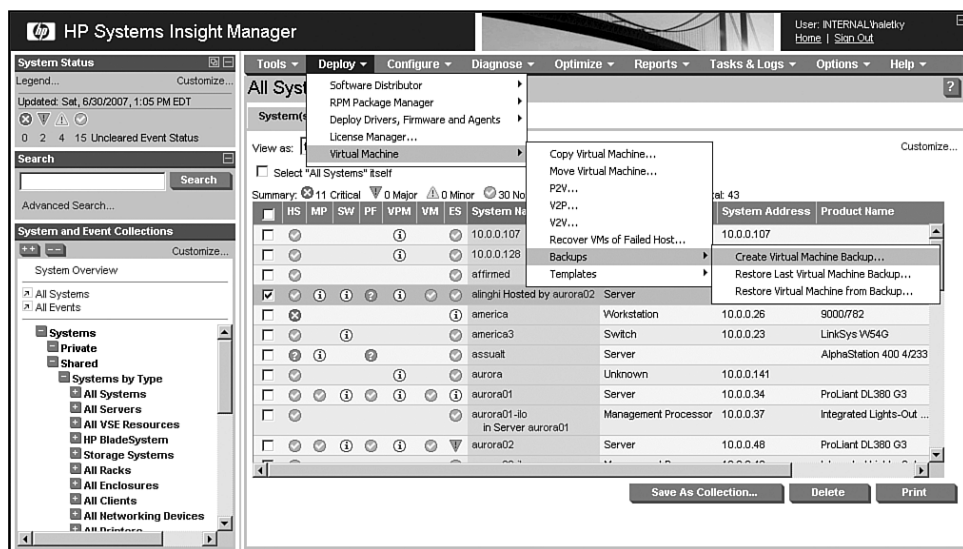 hp HP Systems Insight Manager
User: INTERNAL\haletky
Home | Sign Out
System Status
Legend... Customize...
Updated: Sat, 6/30/2007, 1:05 PM EDT
0 2 4 15 Uncleared Event Status
Search
Search
Advanced Search...
System and Event Collections
Customize...
System Overview
All Systems
All Events
Systems
Private
Shared
Systems by Type
All Systems
All Servers
All VSE Resources
HP BladeSystem
Storage Systems
All Racks
All Enclosures
All Clients
All Networking Devices
All Printers
Tools Deploy Configure Diagnose Optimize Reports Tasks & Logs Options Help
All Syst
?
System(s
View as:
Customize...
Select "All Systems" itself
Summary: 11 Critical 0 Major 0 Minor 30 No tal: 43
Software Distributor
RPM Package Manager
Deploy Drivers, Firmware and Agents
License Manager...
Virtual Machine
Copy Virtual Machine...
Move Virtual Machine...
P2V...
V2P...
V2V...
Recover VMs of Failed Host...
Backups
Templates
Create Virtual Machine Backup...
Restore Last Virtual Machine Backup...
Restore Virtual Machine from Backup...
HS MP SW PF VPM VM ES System Na System Address Product Name
10.0.0.107 10.0.0.107
10.0.0.128
affirmed
alinghi Hosted by aurora02 Server
america Workstation 10.0.0.26 9000/782
america3 Switch 10.0.0.23 LinkSys W54G
assualt Server AlphaStation 400 4/233
aurora Unknown 10.0.0.141
aurora01 Server 10.0.0.34 ProLiant DL380 G3
aurora01-ilo Management Processor 10.0.0.37 Integrated Lights-Out ...
in Server aurora01
aurora02 Server 10.0.0.48 ProLiant DL380 G3
Save As Collection... Delete Print